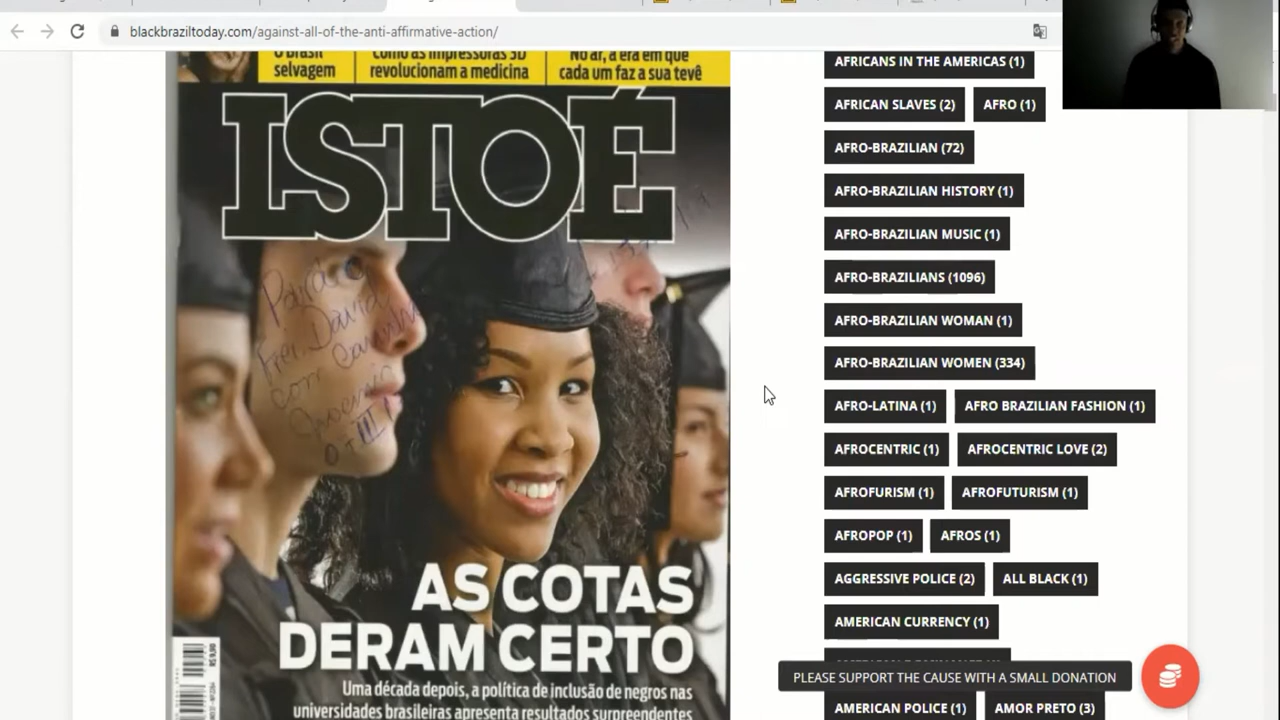 blackbraziltoday.com/against-all-of-the-anti-affirmative-action/
selvagem
como as impressoras 3D
revolucionam a medicina
No ar, a era em que
cada um faz a sua tevê
ISTOÉ
Frei David
com
AS COTAS
DERAM CERTO
Uma década depois, a política de inclusão de negros nas
universidades brasileiras apresenta resultados surpreendentes
R$ 9,90
AFRICANS IN THE AMERICAS (1)
AFRICAN SLAVES (2)
AFRO (1)
AFRO-BRAZILIAN (72)
AFRO-BRAZILIAN HISTORY (1)
AFRO-BRAZILIAN MUSIC (1)
AFRO-BRAZILIANS (1096)
AFRO-BRAZILIAN WOMAN (1)
AFRO-BRAZILIAN WOMEN (334)
AFRO-LATINA (1)
AFRO BRAZILIAN FASHION (1)
AFROCENTRIC (1)
AFROCENTRIC LOVE (2)
AFROFURISM (1)
AFROFUTURISM (1)
AFROPOP (1)
AFROS (1)
AGGRESSIVE POLICE (2)
ALL BLACK (1)
AMERICAN CURRENCY (1)
PLEASE SUPPORT THE CAUSE WITH A SMALL DONATION
AMERICAN POLICE (1)
AMOR PRETO (3)